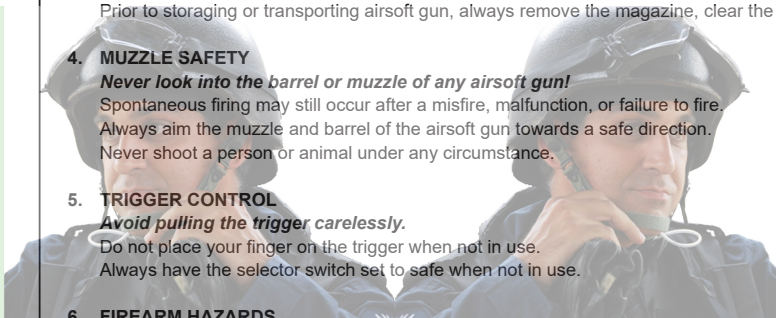 Prior to storaging or transporting airsoft gun, always remove the magazine, clear the
4. MUZZLE SAFETY
Never look into the barrel or muzzle of any airsoft gun!
Spontaneous firing may still occur after a misfire, malfunction, or failure to fire.
Always aim the muzzle and barrel of the airsoft gun towards a safe direction.
Never shoot a person or animal under any circumstance.
5. TRIGGER CONTROL
Avoid pulling the trigger carelessly.
Do not place your finger on the trigger when not in use.
Always have the selector switch set to safe when not in use.
6. FIREARM HAZARDS